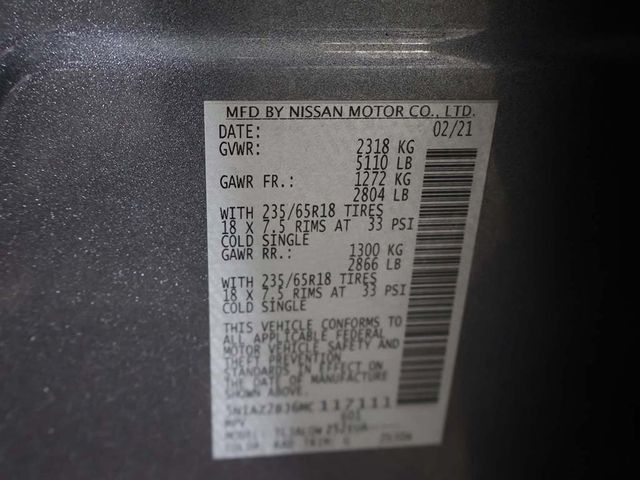 MFD BY NISSAN MOTOR CO., LTD.
DATE: 02/21
GVWR: 2318 KG
5110 LB
GAWR FR.: 1272 KG
2804 LB
WITH 235/65R18 TIRES
18 X 7.5 RIMS AT 33 PSI
COLD SINGLE
GAWR RR.: 1300 KG
2866 LB
WITH 235/65R18 TIRES
18 X 7.5 RIMS AT 33 PSI
COLD SINGLE
THIS VEHICLE CONFORMS TO
ALL APPLICABLE FEDERAL
MOTOR VEHICLE SAFETY AND
THEFT PREVENTION
STANDARDS IN EFFECT ON
THE DATE OF MANUFACTURE
SHOWN ABOVE.
117111
MPV
MODEL:
COLOR: TRIM: G